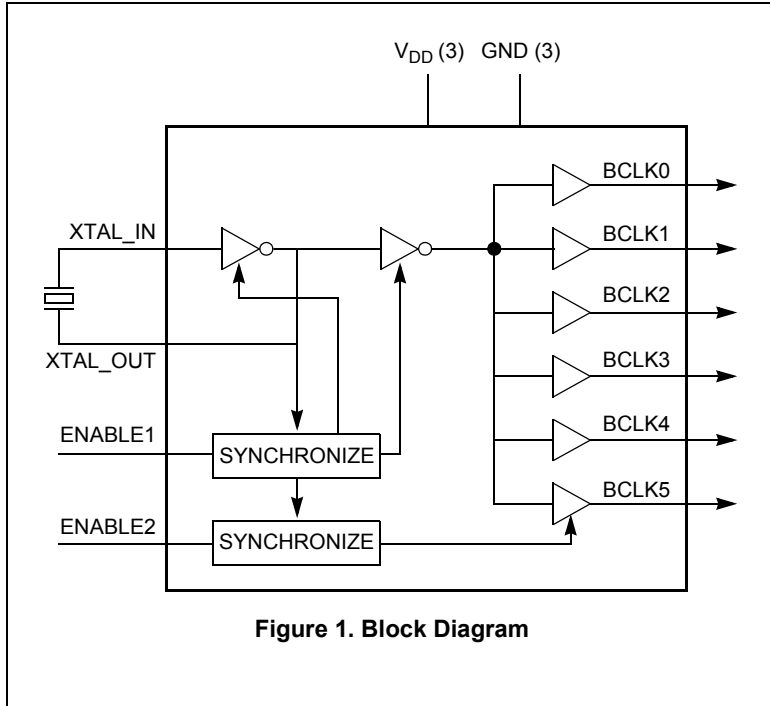 V_DD (3) GND (3)
BCLK0
XTAL_IN
BCLK1
BCLK2
XTAL_OUT
BCLK3
ENABLE1
SYNCHRONIZE
BCLK4
BCLK5
ENABLE2
SYNCHRONIZE
Figure 1. Block Diagram